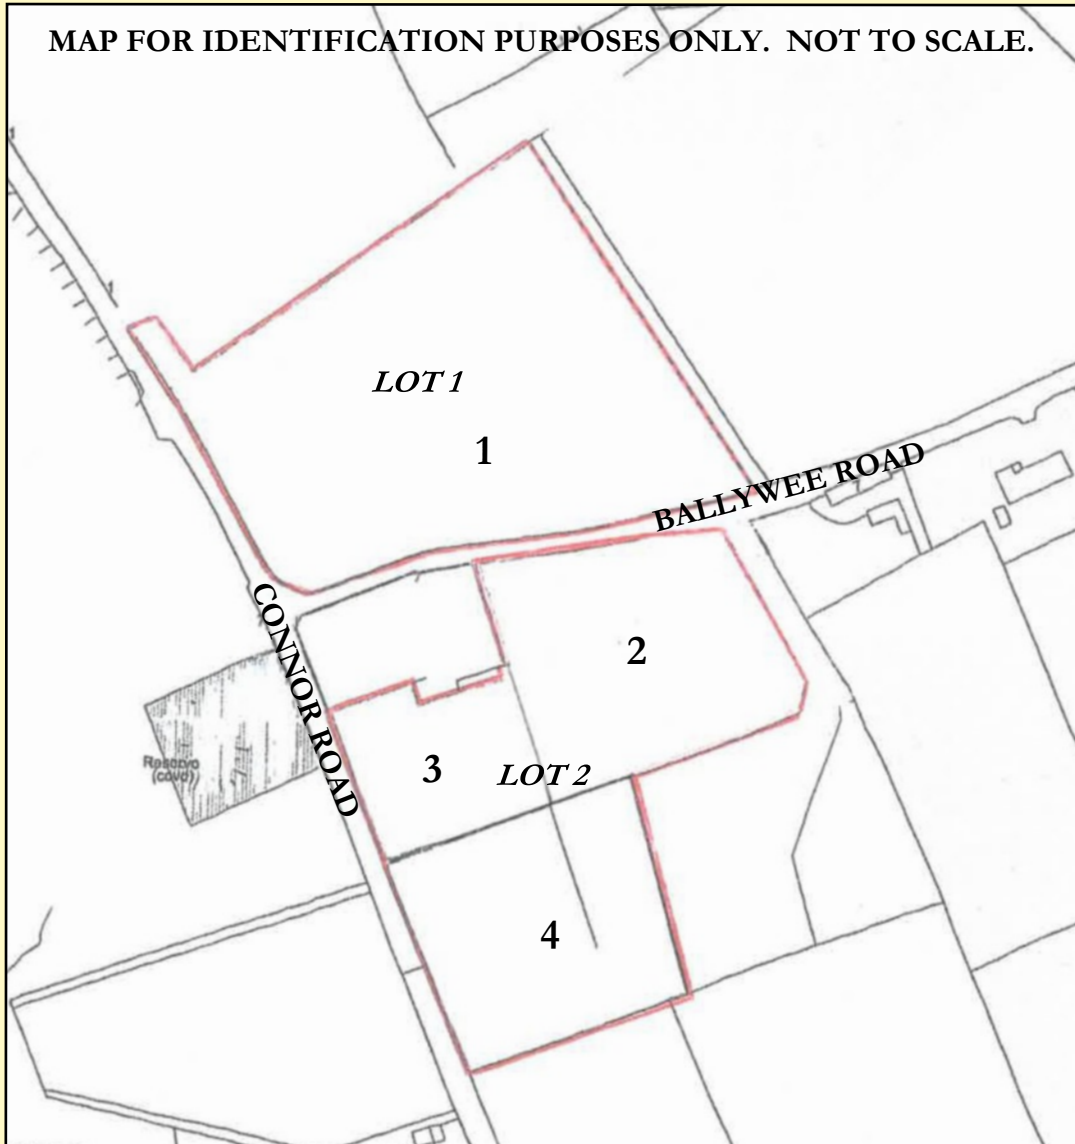 MAP FOR IDENTIFICATION PURPOSES ONLY.  NOT TO SCALE.
LOT 1
1
BALLYWEE ROAD
CONNOR ROAD
2
3
LOT 2
(covd)
4